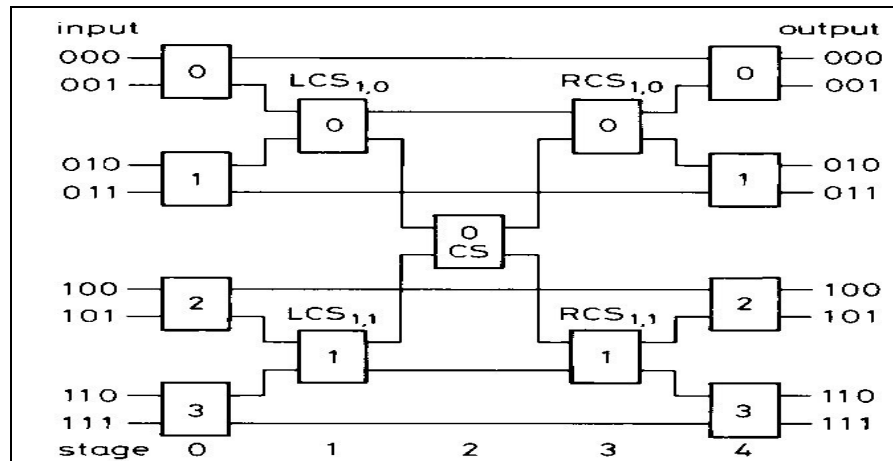 input output
000 0 0 000
001 LCS1,0 RCS1,0 001
0 0
010 1 1 010
011 011
0
CS
100 2 2 100
101 LCS1,1 RCS1,1 101
1 1
110 3 3 110
111 111
stage 0 1 2 3 4